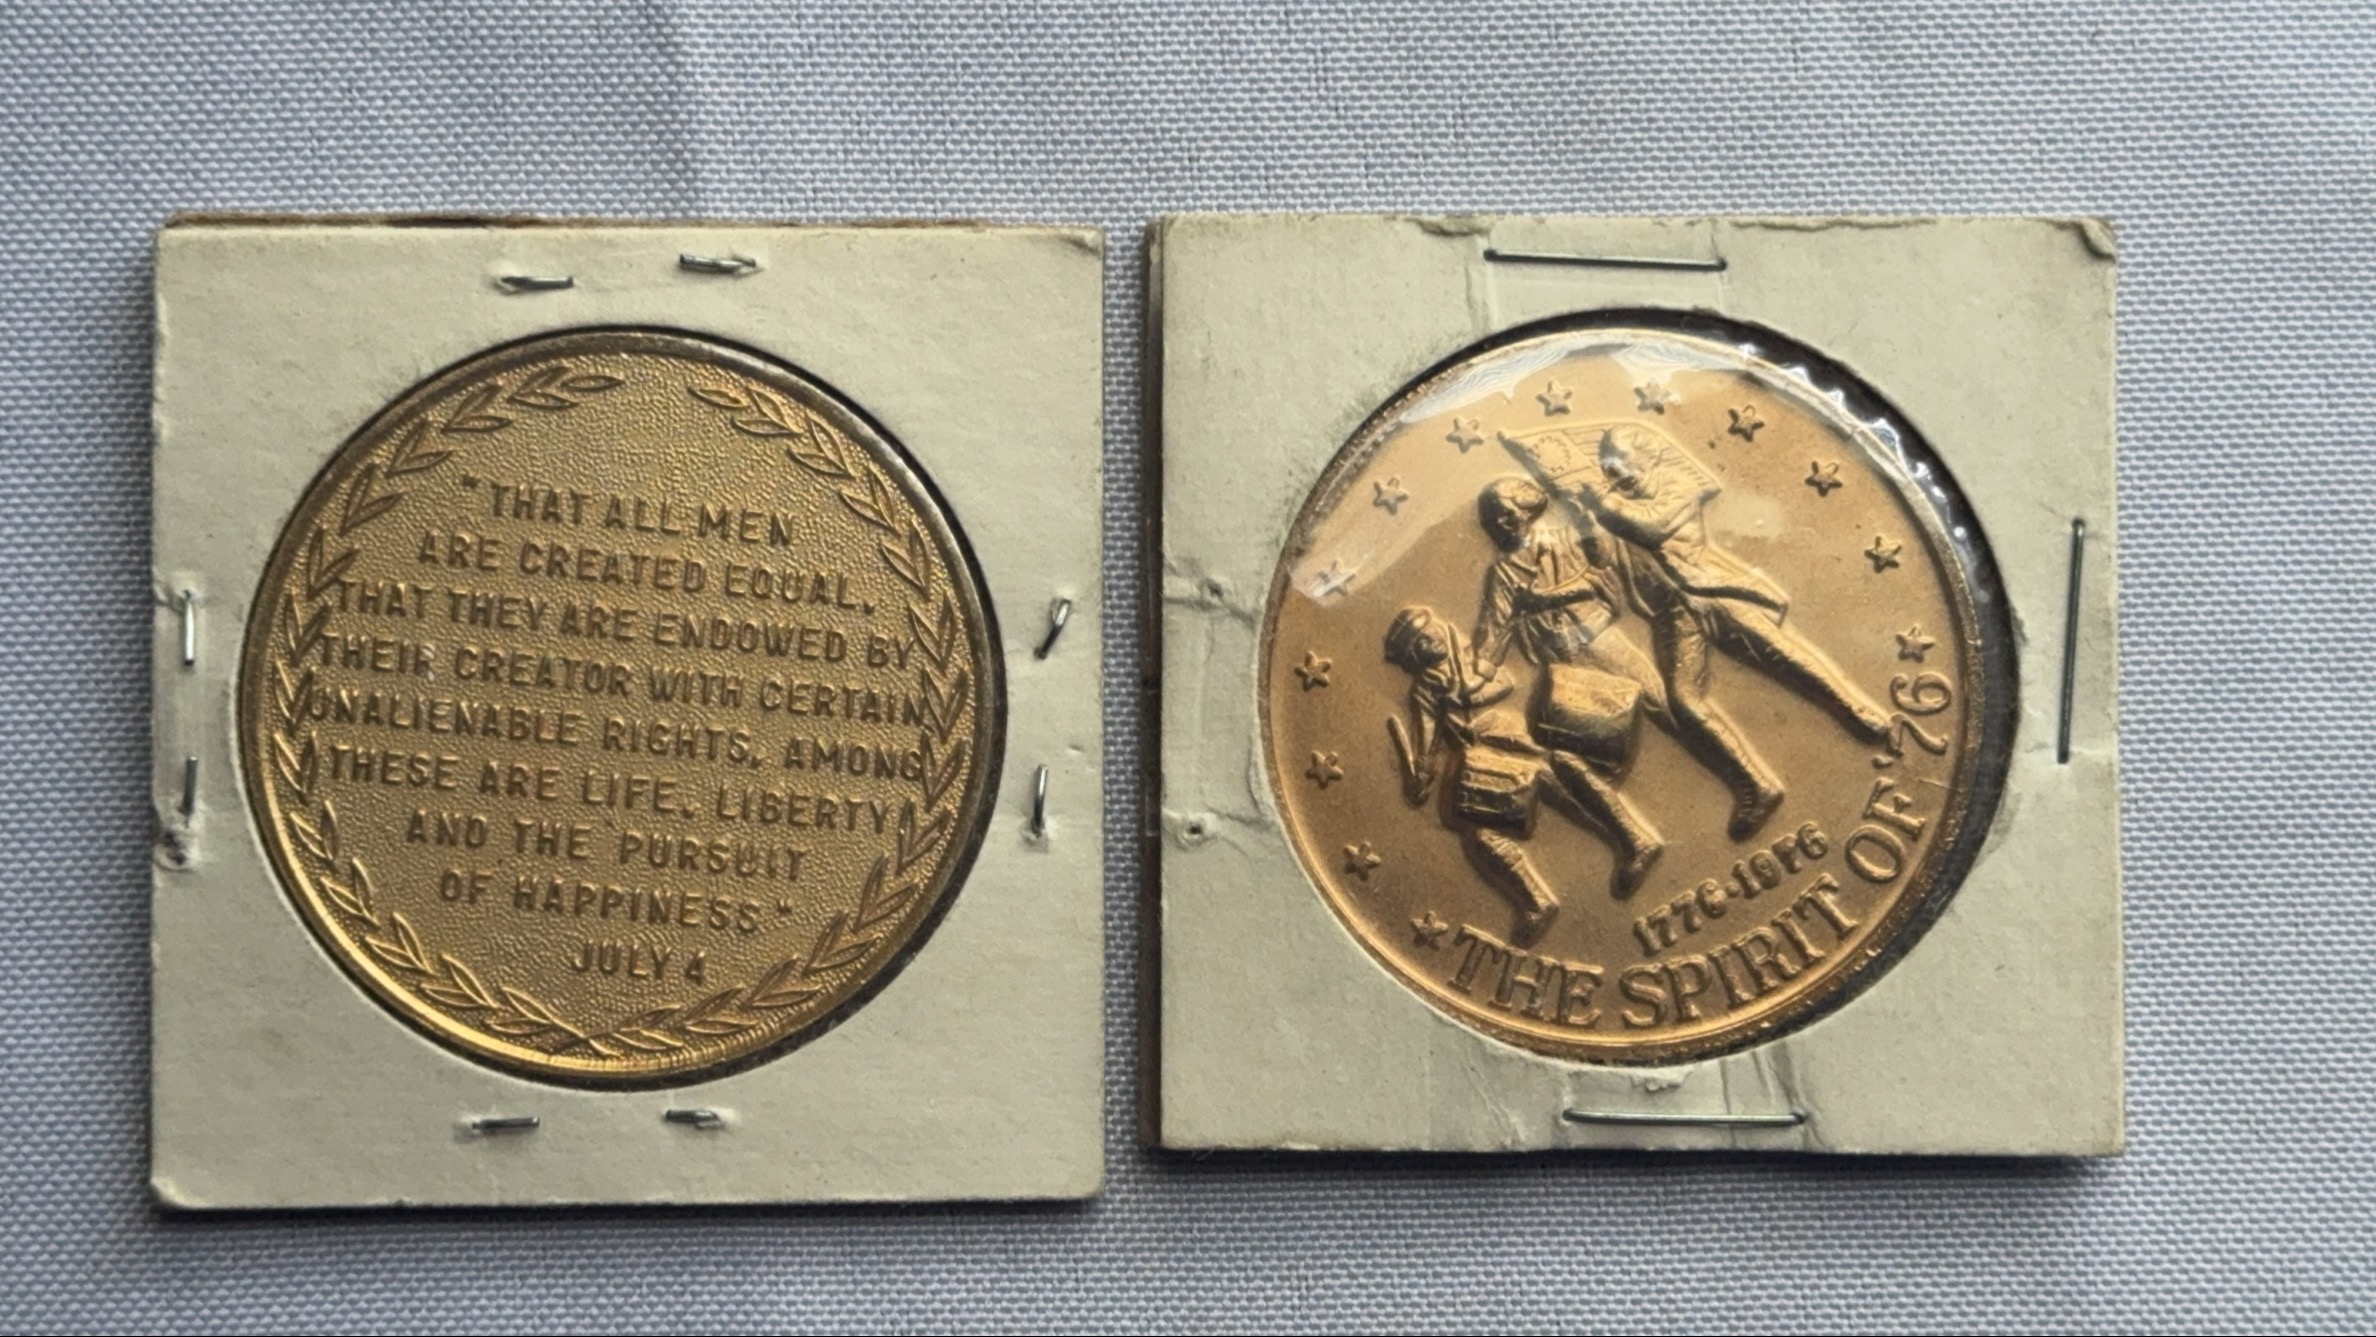 "THAT ALL MEN
ARE CREATED EQUAL,
THAT THEY ARE ENDOWED BY
THEIR CREATOR WITH CERTAIN
UNALIENABLE RIGHTS, AMONG
THESE ARE LIFE, LIBERTY
AND THE PURSUIT
OF HAPPINESS"
JULY 4
1776-1976
THE SPIRIT OF '76